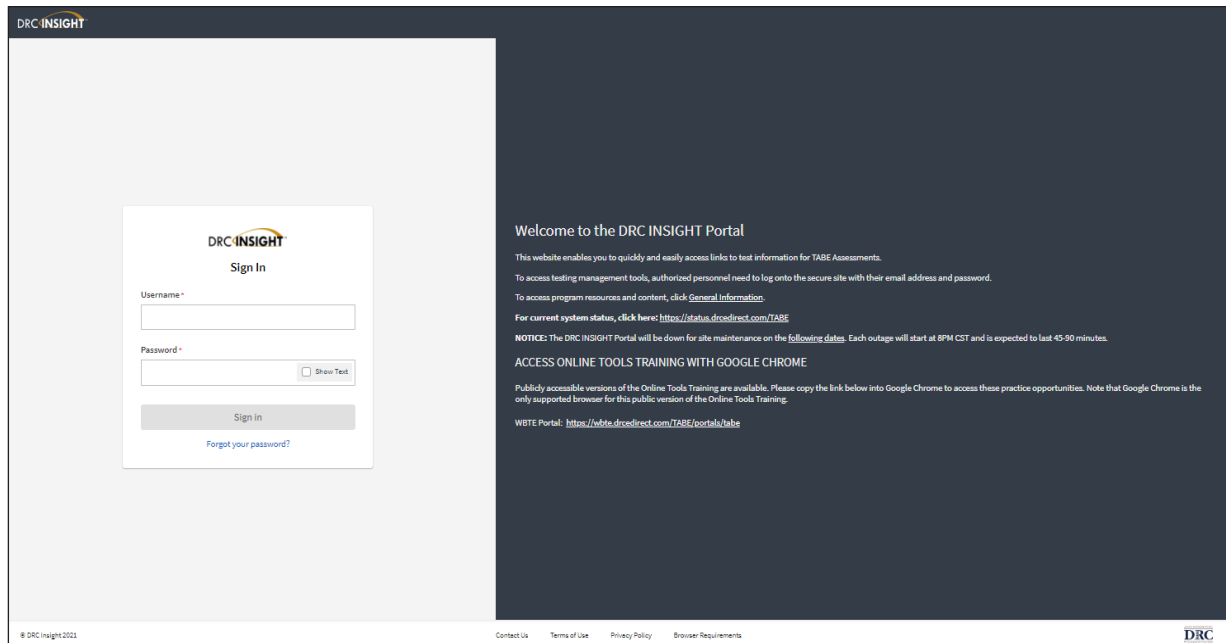 DRC INSIGHT™
DRC INSIGHT™
Sign In
Username *
Password *
Show Text
Sign in
Forgot your password?
Welcome to the DRC INSIGHT Portal
This website enables you to quickly and easily access links to test information for TABE Assessments.
To access testing management tools, authorized personnel need to log onto the secure site with their email address and password.
To access program resources and content, click General Information.
For current system status, click here: https://status.drcedirect.com/TABE
NOTICE: The DRC INSIGHT Portal will be down for site maintenance on the following dates. Each outage will start at 8PM CST and is expected to last 45-90 minutes.
ACCESS ONLINE TOOLS TRAINING WITH GOOGLE CHROME
Publicly accessible versions of the Online Tools Training are available. Please copy the link below into Google Chrome to access these practice opportunities. Note that Google Chrome is the
only supported browser for this public version of the Online Tools Training.
WBTE Portal: https://wbte.drcedirect.com/TABE/portals/tabe
© DRC Insight 2021 Contact Us Terms of Use Privacy Policy Browser Requirements DRC